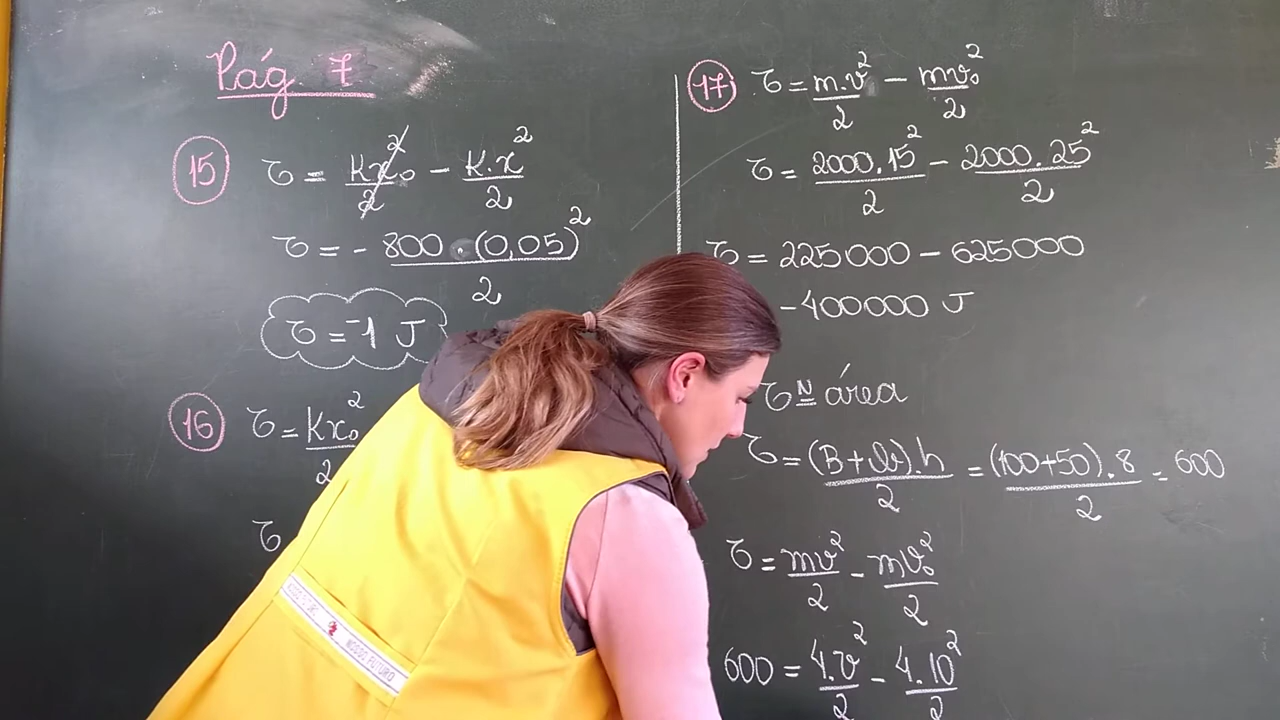 Pág. 7
15 τ = Kx₀²/2 - K.x²/2
τ = - 800 . (0,05)²/2
τ = -1 J
16 τ = Kx₀²/2
τ
17 τ = m.v²/2 - mv₀²/2
τ = 2000.15²/2 - 2000.25²/2
τ = 225000 - 625000
-400000 J
τ N área
τ = (B+b).h/2 = (100+50).8/2 = 600
τ = mv²/2 - mv₀²/2
600 = 4.v²/2 - 4.10²/2
NOSSO FUTURO